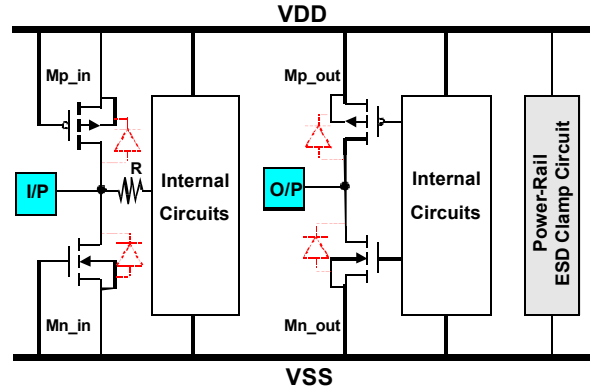 VDD
Mp_in
Mp_out
R
I/P
Internal
Circuits
O/P
Internal
Circuits
Power-Rail
ESD Clamp Circuit
Mn_in
Mn_out
VSS